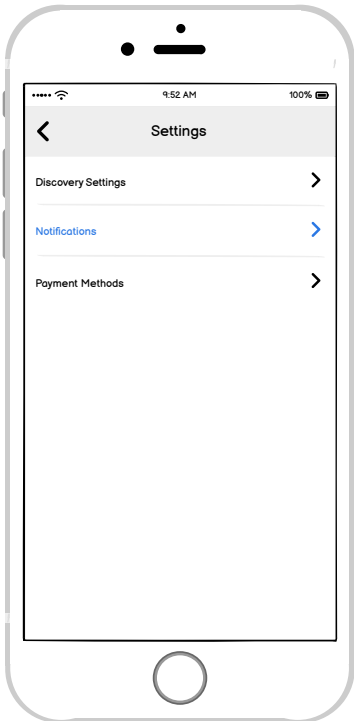 9:52 AM 100%
Settings
Discovery Settings
Notifications
Payment Methods